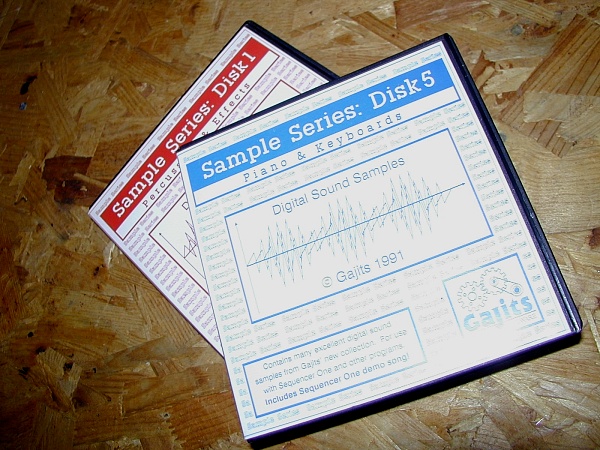 Sample Series: Disk 1
& Effects
Sample Series: Disk 5
Piano & Keyboards
Digital Sound Samples
© Gajits 1991
Gajits
Contains many excellent digital sound
samples from Gajits' new collection. For use
with Sequencer One and other programs.
Includes Sequencer One demo song!